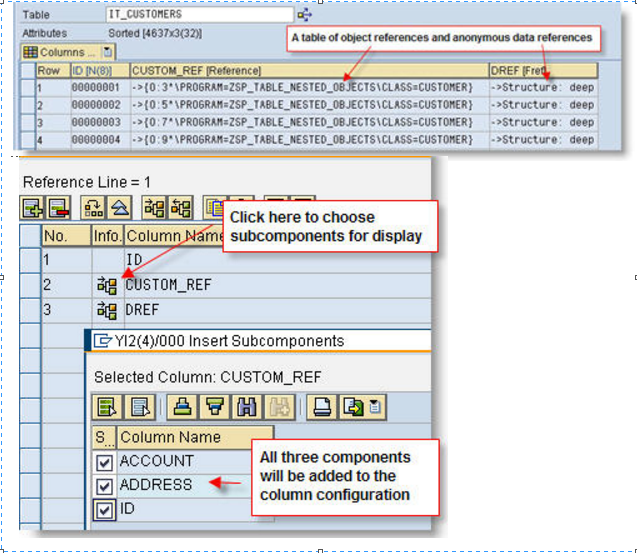 Table IT_CUSTOMERS
Attributes Sorted [4637x3(32)]
A table of object references and anonymous data references
Columns ...
Row ID [N(8)] CUSTOM_REF [Reference] DREF [Fref
1 00000001 ->{O:3*\PROGRAM=ZSP_TABLE_NESTED_OBJECTS\CLASS=CUSTOMER} ->Structure: deep
2 00000002 ->{O:5*\PROGRAM=ZSP_TABLE_NESTED_OBJECTS\CLASS=CUSTOMER} ->Structure: deep
3 00000003 ->{O:7*\PROGRAM=ZSP_TABLE_NESTED_OBJECTS\CLASS=CUSTOMER} ->Structure: deep
4 00000004 ->{O:9*\PROGRAM=ZSP_TABLE_NESTED_OBJECTS\CLASS=CUSTOMER} ->Structure: deep
Reference Line = 1
Click here to choose
subcomponents for display
No. Info. Column Name
1 ID
2 CUSTOM_REF
3 DREF
YI2(4)/000 Insert Subcomponents
Selected Column: CUSTOM_REF
S... Column Name
ACCOUNT
ADDRESS
ID
All three components
will be added to the
column configuration